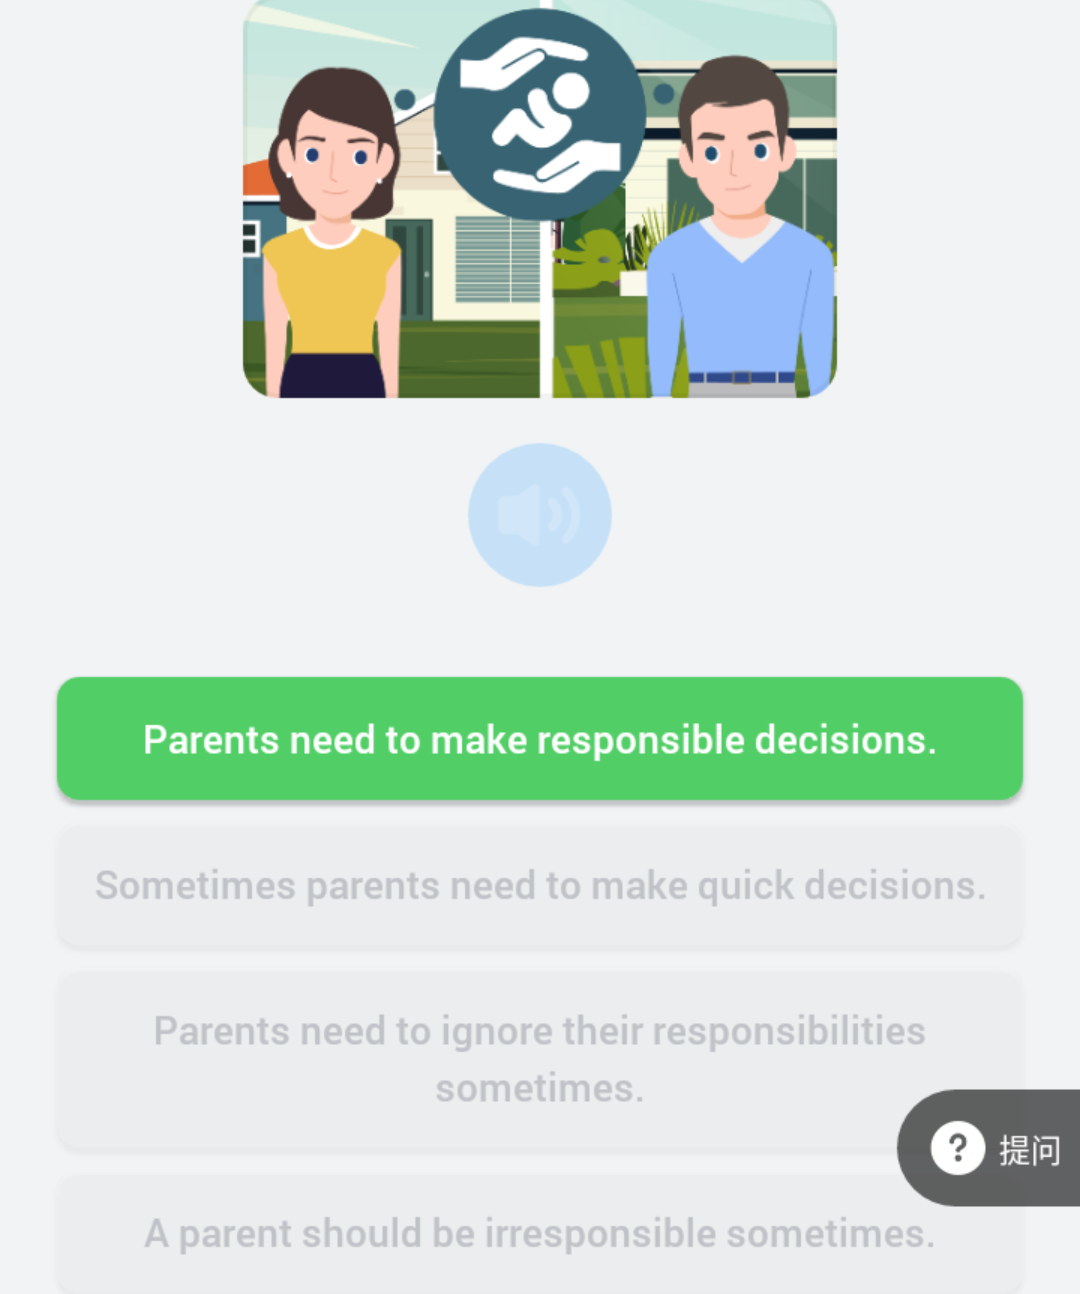 Parents need to make responsible decisions.
Sometimes parents need to make quick decisions.
Parents need to ignore their responsibilities
sometimes.
? 提问
A parent should be irresponsible sometimes.